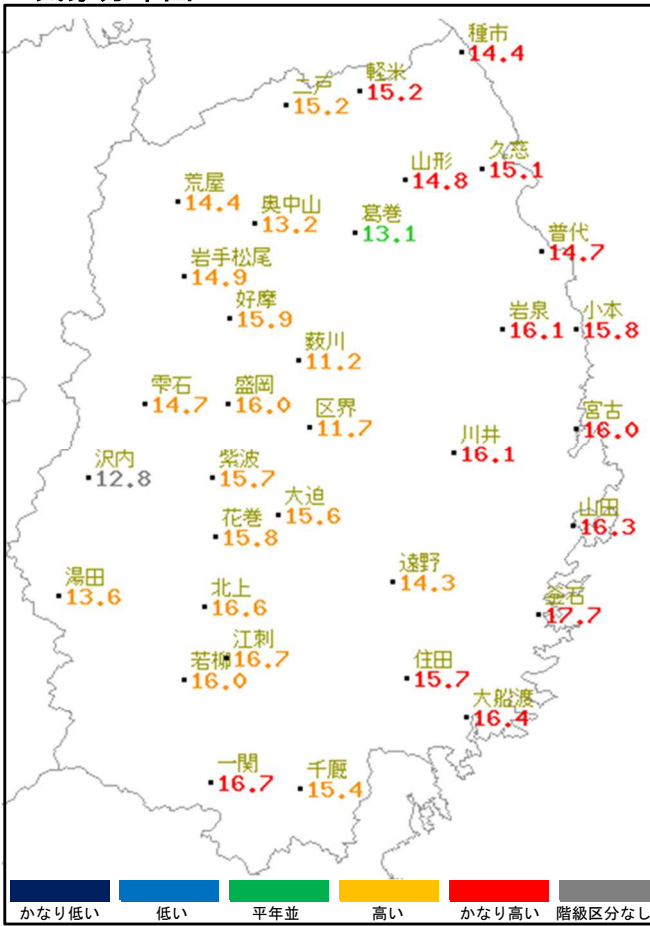 種市
14.4
軽米
15.2
二戸
15.2
久慈
15.1
山形
14.8
荒屋
14.4
奥中山
13.2
葛巻
13.1
普代
14.7
岩手松尾
14.9
好摩
15.9
岩泉
16.1
小本
15.8
薮川
11.2
雫石
14.7
盛岡
16.0
区界
11.7
宮古
16.0
川井
16.1
沢内
12.8
紫波
15.7
大迫
15.6
山田
16.3
花巻
15.8
湯田
13.6
遠野
14.3
北上
16.6
釜石
17.7
江刺
16.7
若柳
16.0
住田
15.7
大船渡
16.4
一関
16.7
千厩
15.4
かなり低い 低い 平年並 高い かなり高い 階級区分なし